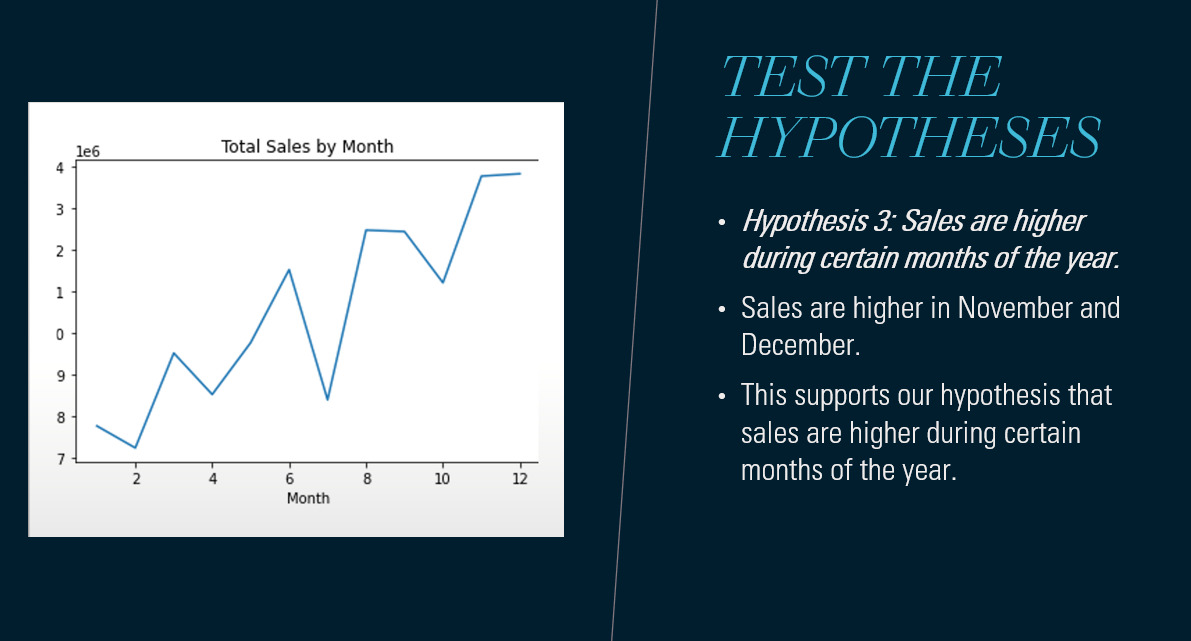 Total Sales by Month
1e6
4
3
2
1
0
9
8
7
2 4 6 8 10 12
Month
TEST THE
HYPOTHESES
• Hypothesis 3: Sales are higher
during certain months of the year.
• Sales are higher in November and
December.
• This supports our hypothesis that
sales are higher during certain
months of the year.